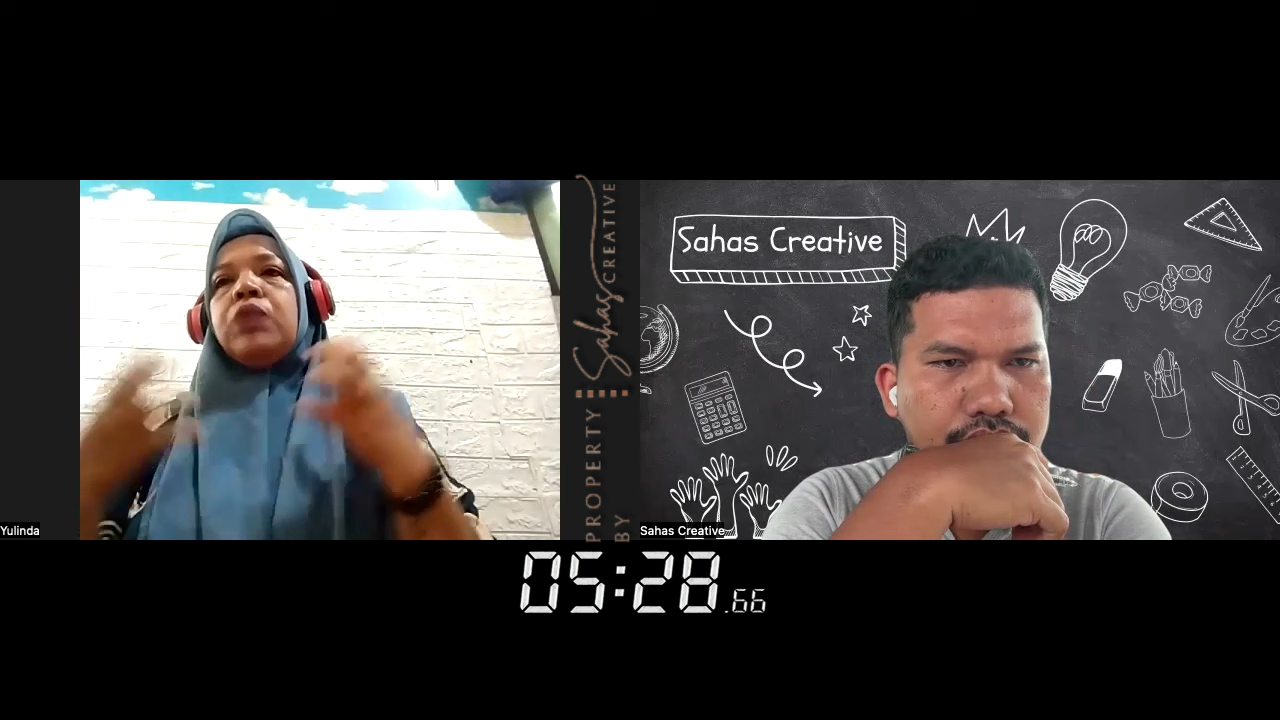 Sahas Creative
PROPERTY
BY
Sahas
CREATIVE
Yulinda
Sahas Creative
05:28.66